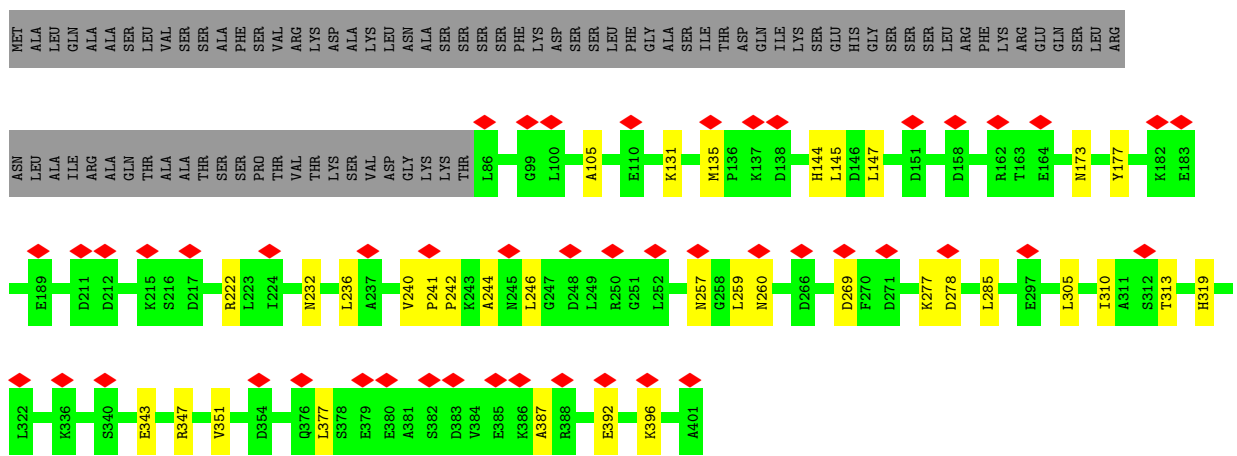 MET ALA LEU GLN ALA ALA SER LEU VAL SER SER ALA PHE SER VAL ARG LYS ASP ALA LYS LEU ASN ALA SER SER SER SER PHE LYS ASP SER SER LEU PHE GLY ALA SER ILE THR ASP GLN ILE LYS SER GLU HIS GLY SER SER SER LEU ARG PHE LYS ARG GLU GLN SER LEU ARG
ASN LEU ALA ILE ARG ALA GLN THR ALA ALA THR SER SER PRO THR VAL THR LYS SER VAL ASP GLY LYS LYS THR L86 G99 L100 A105 E110 K131 M135 P136 K137 D138 H144 L145 D146 L147 D151 D158 R162 T163 E164 N173 Y177 K182 E183
E189 D211 D212 K215 S216 D217 R222 L223 I224 N232 L236 A237 V240 P241 P242 K243 A244 N245 L246 G247 D248 L249 R250 G251 L252 N257 G258 L259 N260 D266 D269 F270 D271 K277 D278 L285 E297 L305 I310 A311 S312 T313 H319
L322 K336 S340 E343 R347 V351 D354 Q376 L377 S378 E379 E380 A381 S382 D383 V384 E385 K386 A387 R388 E392 K396 A401